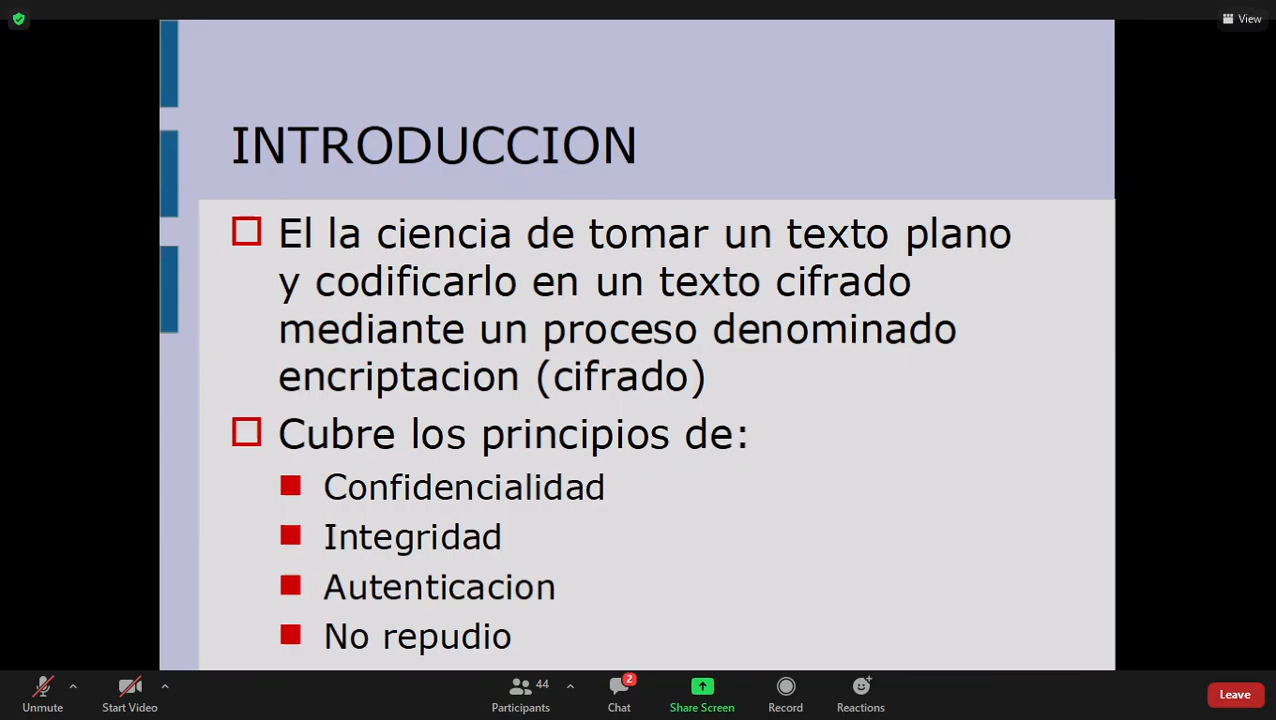 View
INTRODUCCION
El la ciencia de tomar un texto plano
y codificarlo en un texto cifrado
mediante un proceso denominado
encriptacion (cifrado)
Cubre los principios de:
Confidencialidad
Integridad
Autenticacion
No repudio
44
2
Unmute
Start Video
Participants
Chat
Share Screen
Record
Reactions
Leave